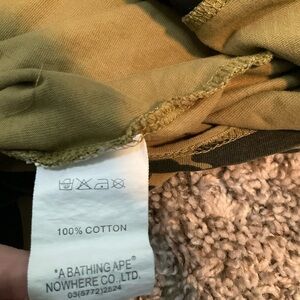 100% COTTON
"A BATHING APE"
NOWHERE CO., LTD.
03(5772)2524